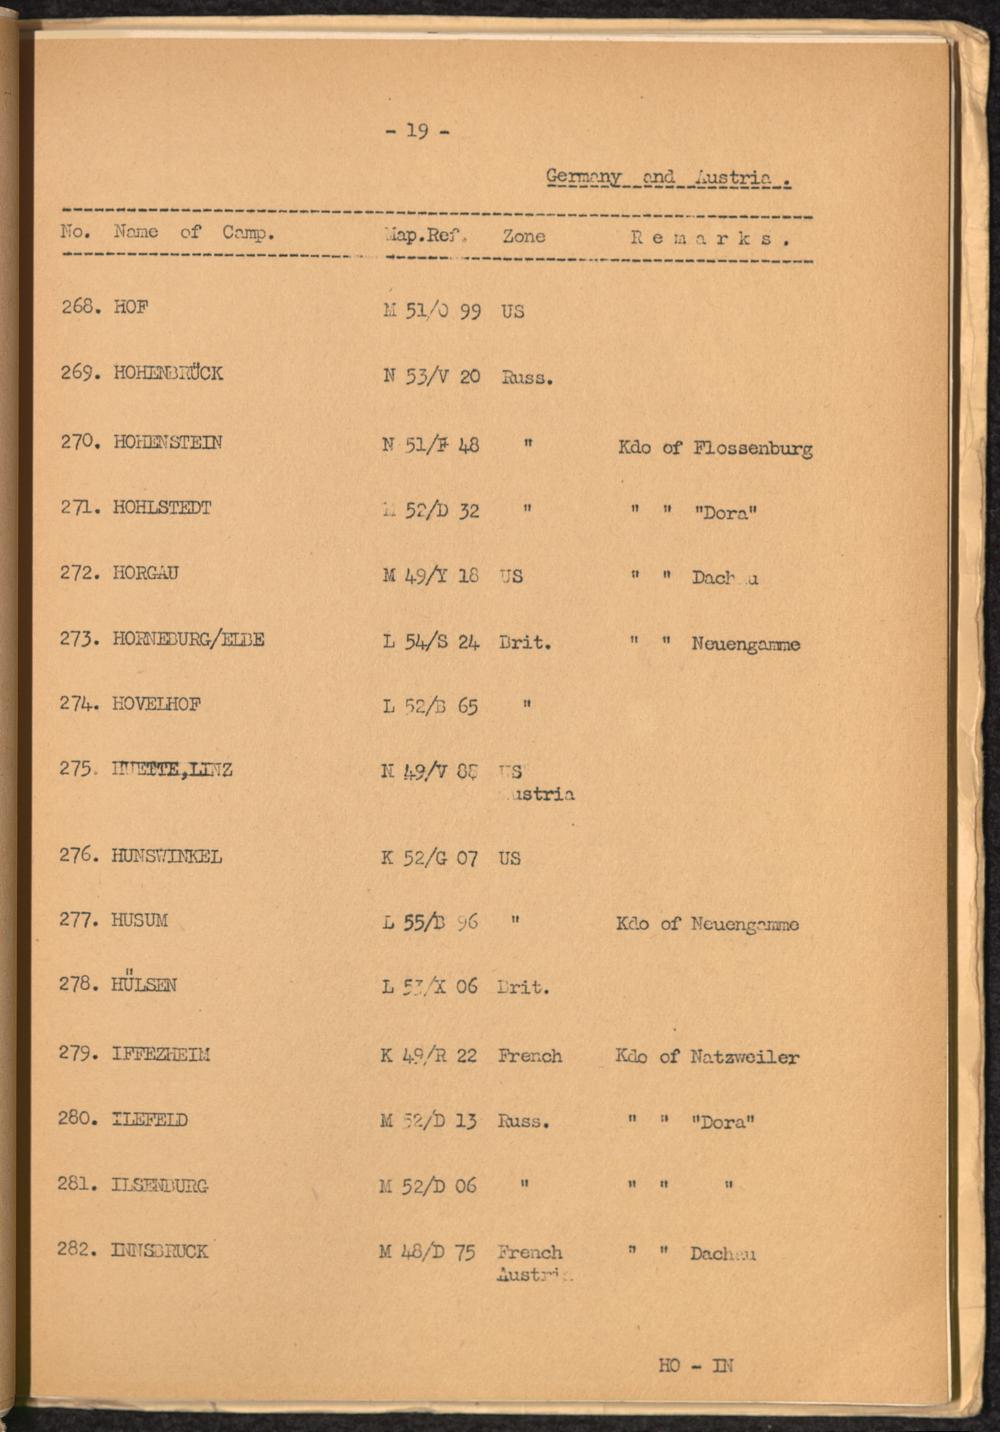 - 19 -
Germany and Austria.
No. Name of Camp. Map.Ref. Zone Remarks.
268. HOF M 51/O 99 US
269. HOHENBRÜCK N 53/V 20 Russ.
270. HOHENSTEIN N 51/F 48 " Kdo of Flossenburg
271. HOHLSTEDT M 52/D 32 " " " "Dora"
272. HORGAU M 49/Y 18 US " " Dachau
273. HORNEBURG/ELBE L 54/S 24 Brit. " " Neuengamme
274. HOVELHOF L 52/B 65 "
275. HUETTE,LINZ N 49/V 88 US
Austria
276. HUNSWINKEL K 52/G 07 US
277. HUSUM L 55/B 96 " Kdo of Neuengamme
278. HÜLSEN L 53/X 06 Brit.
279. IFFEZHEIM K 49/R 22 French Kdo of Natzweiler
280. ILEFELD M 52/D 13 Russ. " " "Dora"
281. ILSENBURG M 52/D 06 " " " "
282. INNSBRUCK M 48/D 75 French " " Dachau
Austria
HO - IN